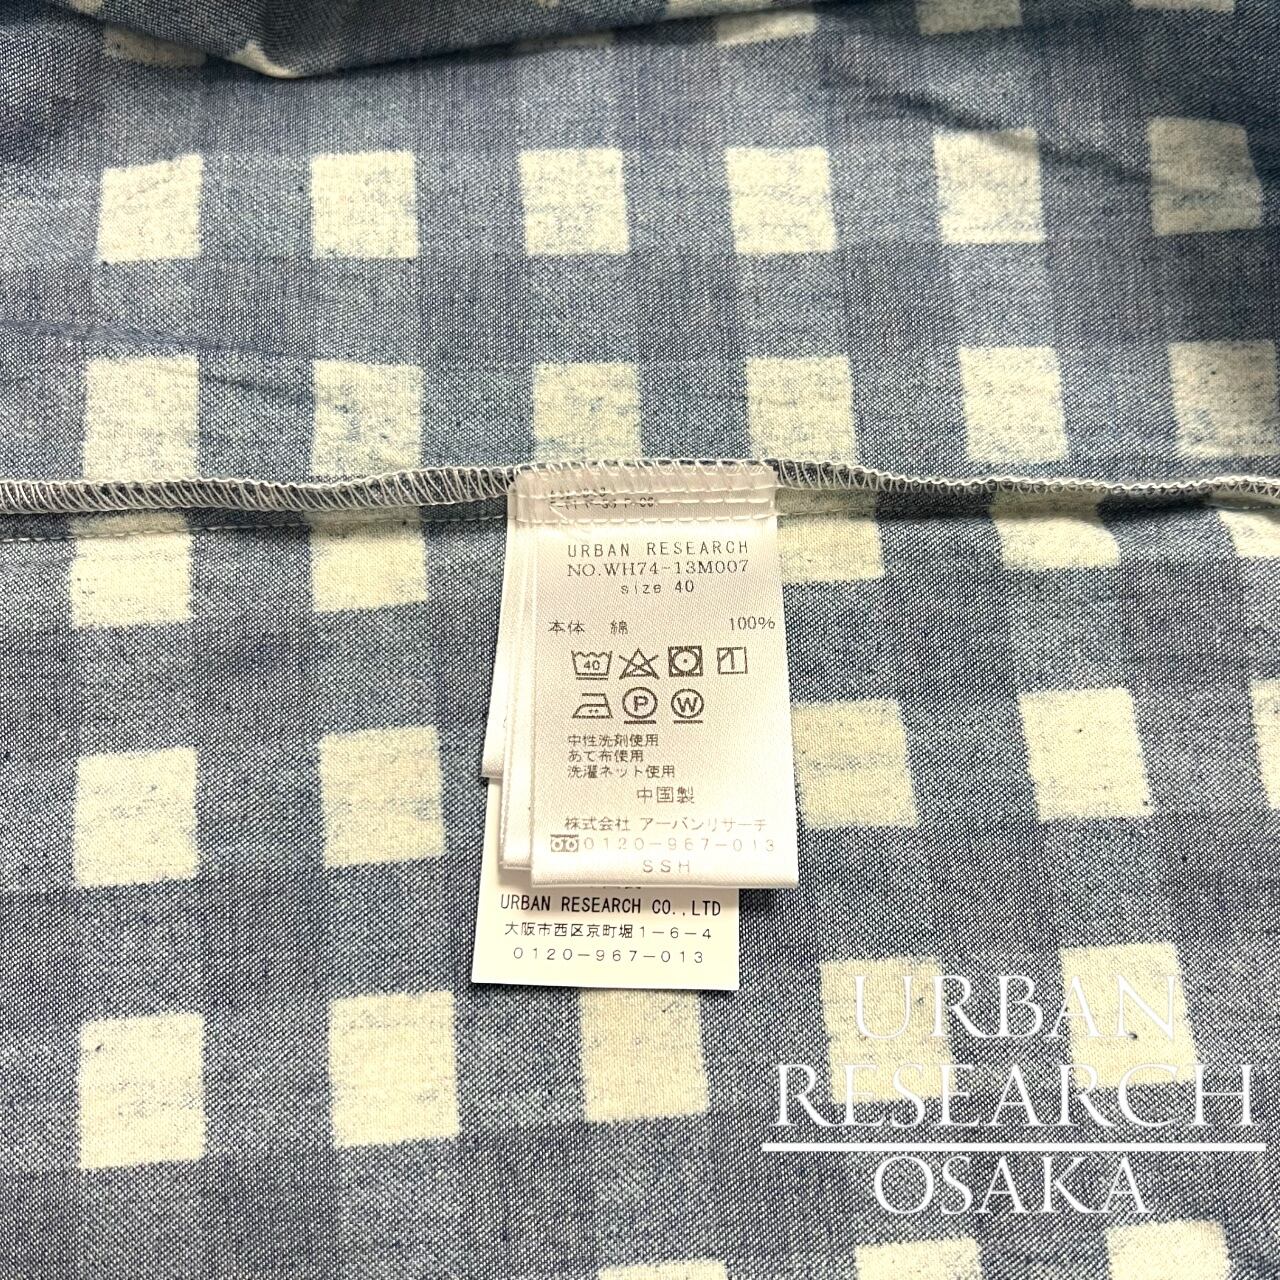 URBAN RESEARCH
NO.WH74-13M007
size 40
本体 綿 100%
40
P W
中性洗剤使用
あて布使用
洗濯ネット使用
中国製
株式会社 アーバンリサーチ
0120-967-013
SSH
URBAN RESEARCH CO.,LTD
大阪市西区京町堀1-6-4
0120-967-013
URBAN
RESEARCH
OSAKA